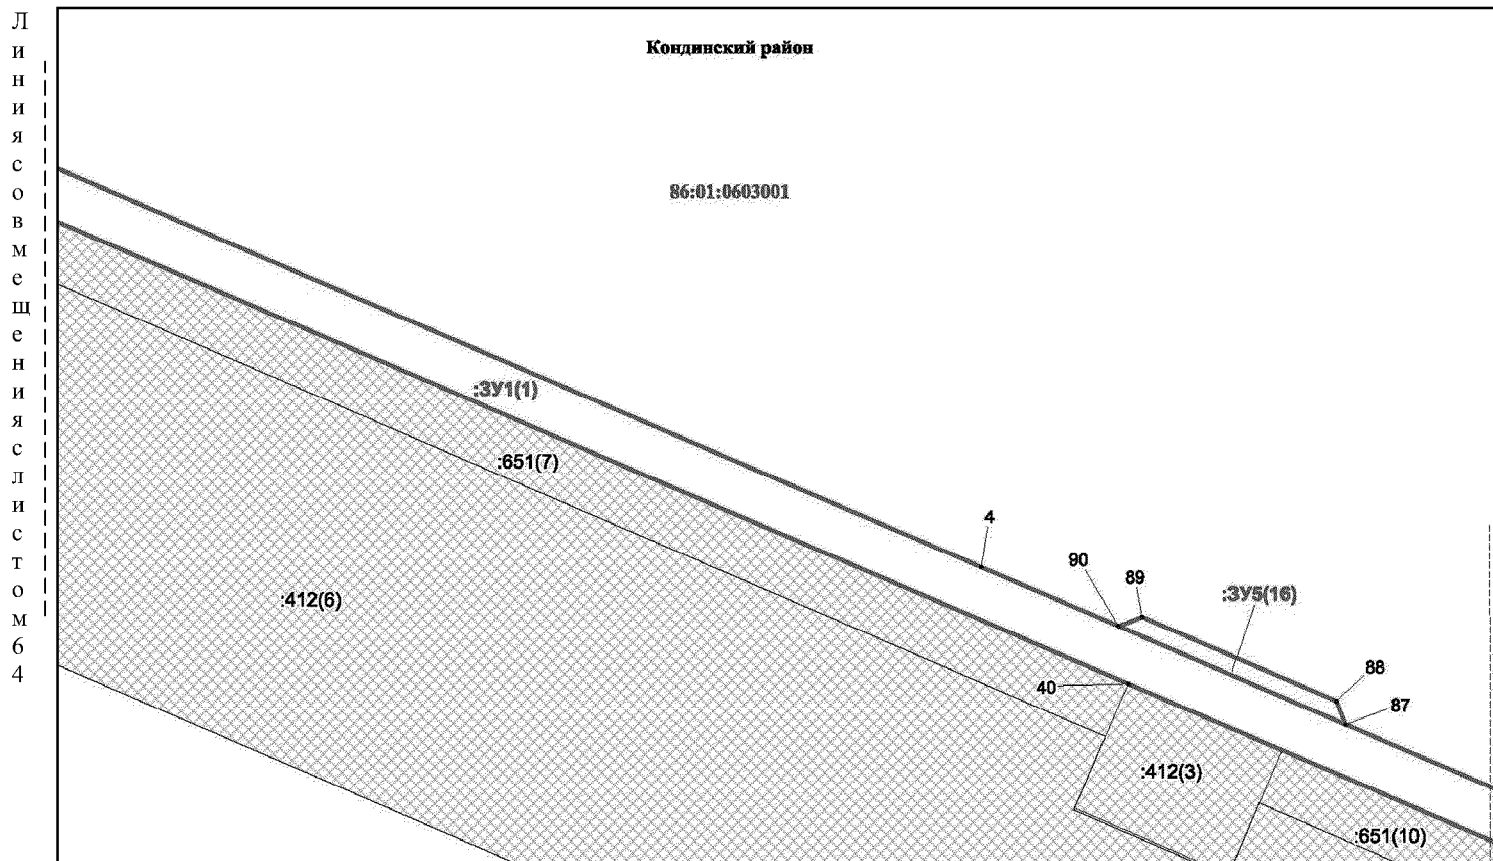 Линия совмещения с листом 64
Кондинский район
86:01:0603001
:ЗУ1(1)
:651(7)
4
90
89
:ЗУ5(16)
:412(6)
88
40
87
:412(3)
:651(10)